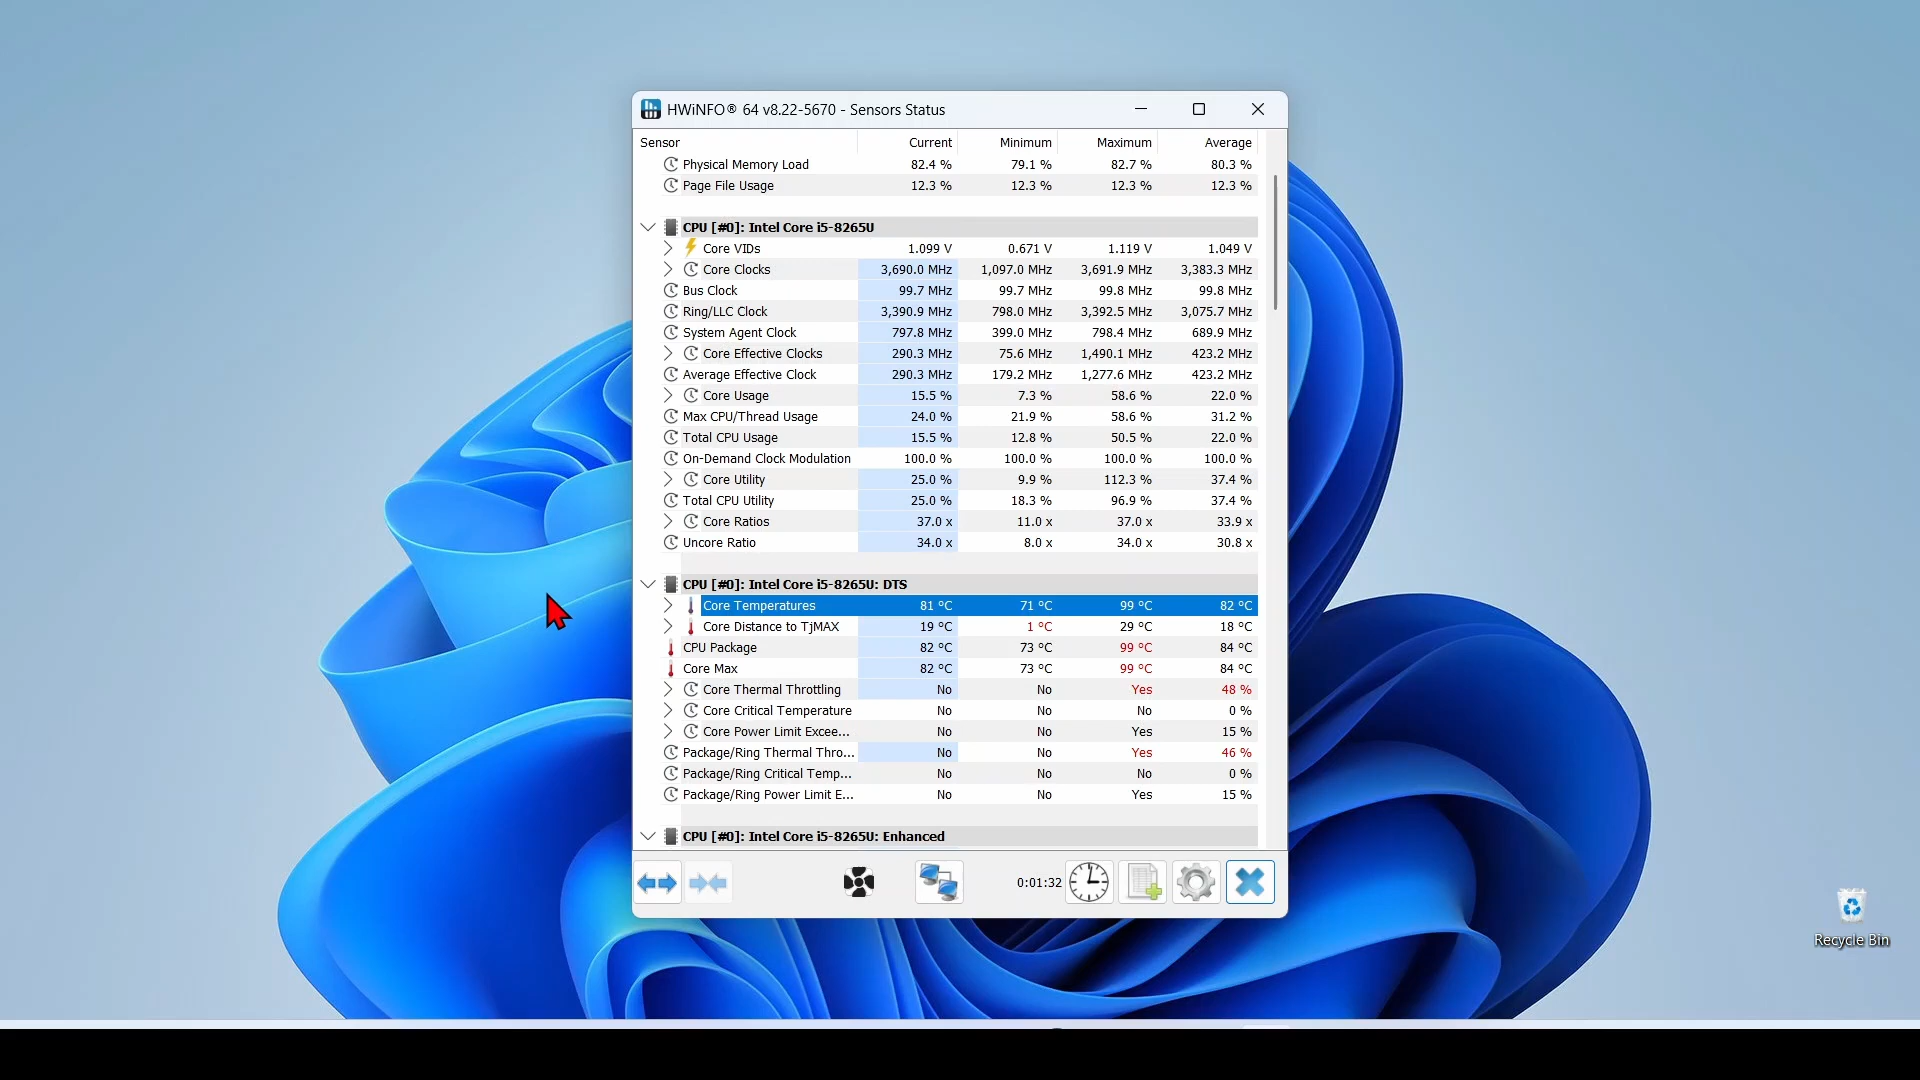 HWiNFO® 64 v8.22-5670 - Sensors Status
Sensor Current Minimum Maximum Average
Physical Memory Load 82.4 % 79.1 % 82.7 % 80.3 %
Page File Usage 12.3 % 12.3 % 12.3 % 12.3 %
CPU [#0]: Intel Core i5-8265U
Core VIDs 1.099 V 0.671 V 1.119 V 1.049 V
Core Clocks 3,690.0 MHz 1,097.0 MHz 3,691.9 MHz 3,383.3 MHz
Bus Clock 99.7 MHz 99.7 MHz 99.8 MHz 99.8 MHz
Ring/LLC Clock 3,390.9 MHz 798.0 MHz 3,392.5 MHz 3,075.7 MHz
System Agent Clock 797.8 MHz 399.0 MHz 798.4 MHz 689.9 MHz
Core Effective Clocks 290.3 MHz 75.6 MHz 1,490.1 MHz 423.2 MHz
Average Effective Clock 290.3 MHz 179.2 MHz 1,277.6 MHz 423.2 MHz
Core Usage 15.5 % 7.3 % 58.6 % 22.0 %
Max CPU/Thread Usage 24.0 % 21.9 % 58.6 % 31.2 %
Total CPU Usage 15.5 % 12.8 % 50.5 % 22.0 %
On-Demand Clock Modulation 100.0 % 100.0 % 100.0 % 100.0 %
Core Utility 25.0 % 9.9 % 112.3 % 37.4 %
Total CPU Utility 25.0 % 18.3 % 96.9 % 37.4 %
Core Ratios 37.0 x 11.0 x 37.0 x 33.9 x
Uncore Ratio 34.0 x 8.0 x 34.0 x 30.8 x
CPU [#0]: Intel Core i5-8265U: DTS
Core Temperatures 81 °C 71 °C 99 °C 82 °C
Core Distance to TjMAX 19 °C 1 °C 29 °C 18 °C
CPU Package 82 °C 73 °C 99 °C 84 °C
Core Max 82 °C 73 °C 99 °C 84 °C
Core Thermal Throttling No No Yes 48 %
Core Critical Temperature No No No 0 %
Core Power Limit Excee... No No Yes 15 %
Package/Ring Thermal Thro... No No Yes 46 %
Package/Ring Critical Temp... No No No 0 %
Package/Ring Power Limit E... No No Yes 15 %
CPU [#0]: Intel Core i5-8265U: Enhanced
0:01:32
Recycle Bin